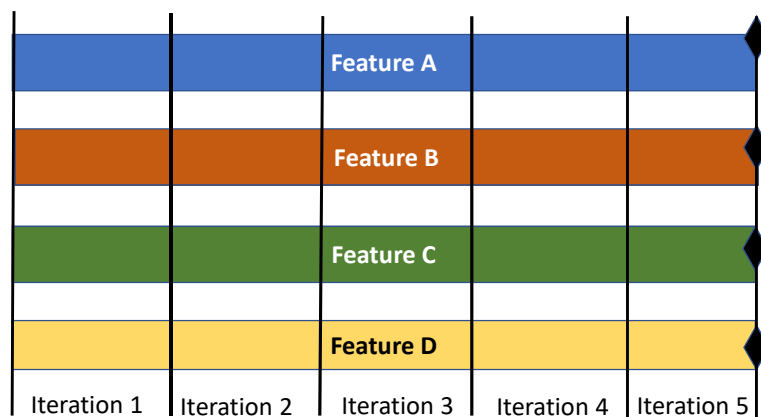 Feature A
Feature B
Feature C
Feature D
Iteration 1 Iteration 2 Iteration 3 Iteration 4 Iteration 5